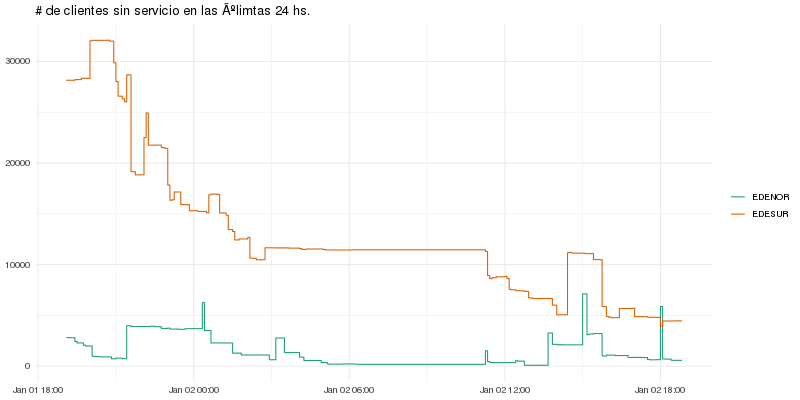 # de clientes sin servicio en las Ãºlimtas 24 hs.
30000
20000
10000
0
Jan 01 18:00 Jan 02 00:00 Jan 02 06:00 Jan 02 12:00 Jan 02 18:00
EDENOR
EDESUR